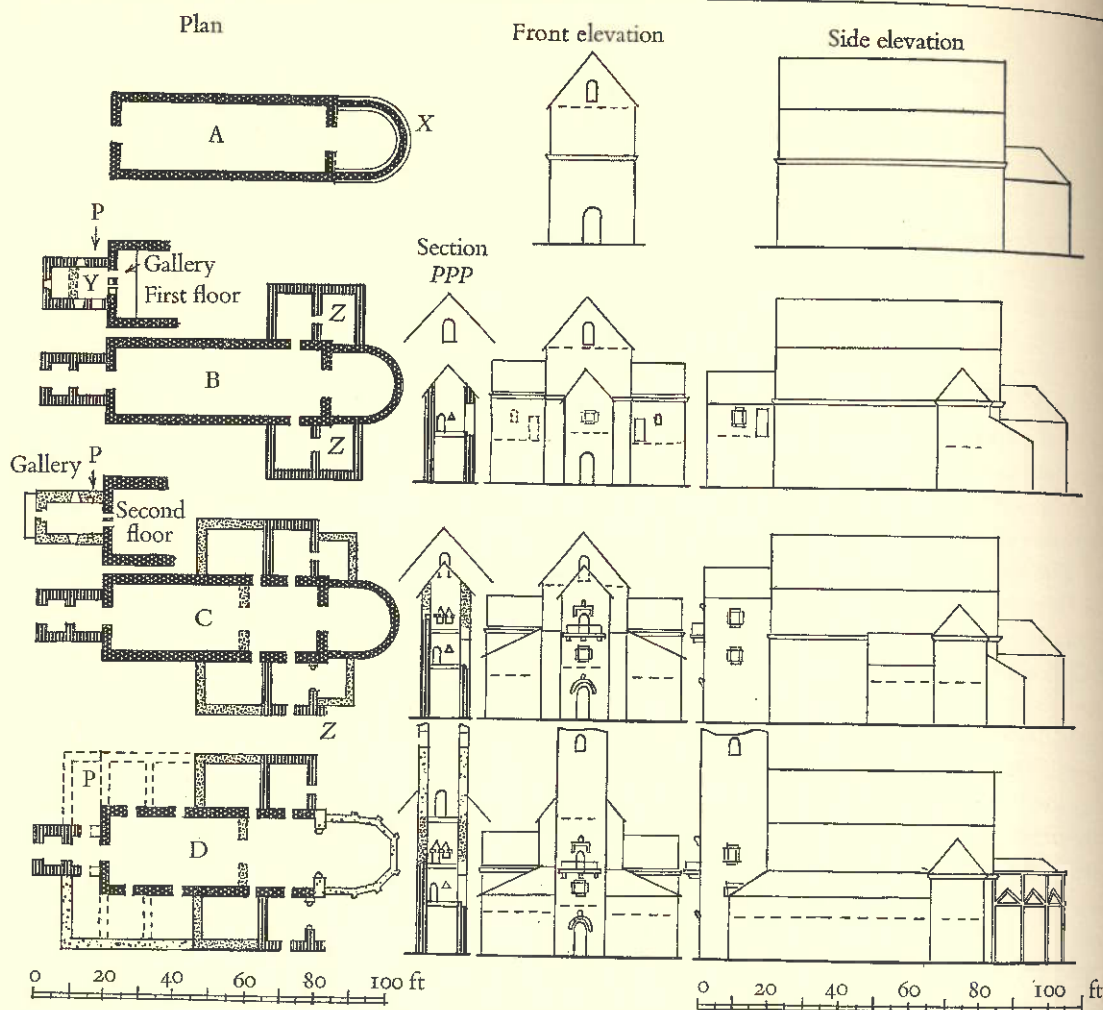 Plan
Front elevation
Side elevation
A
X
P
Y
Gallery
First floor
Section
PPP
Z
B
Z
Gallery
P
Second
floor
C
Z
P
D
0 20 40 60 80 100 ft
0 20 40 60 80 100 ft